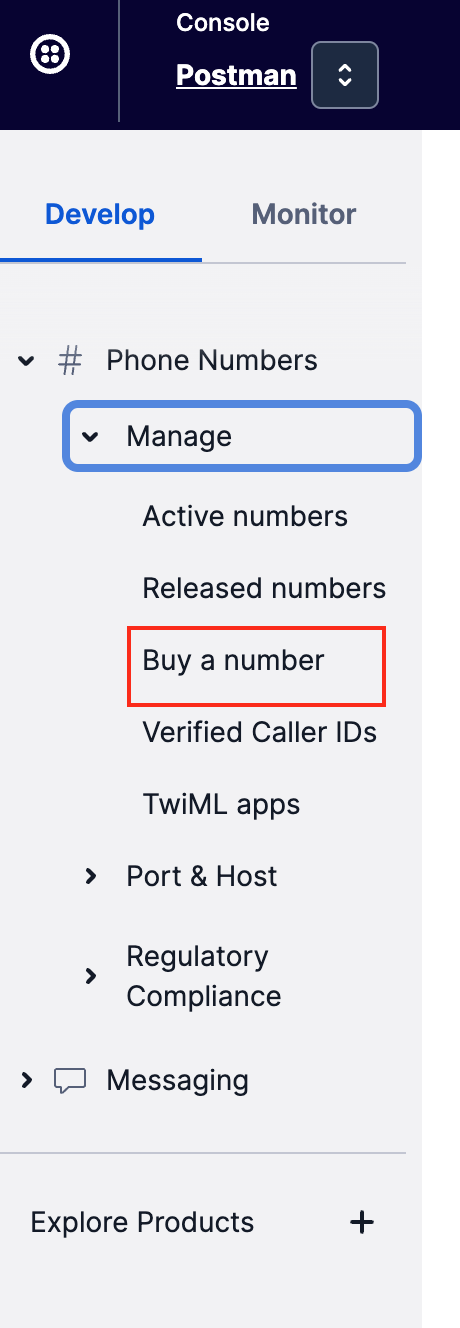 Console
Postman
Develop
Monitor
# Phone Numbers
Manage
Active numbers
Released numbers
Buy a number
Verified Caller IDs
TwiML apps
Port & Host
Regulatory
Compliance
Messaging
Explore Products +